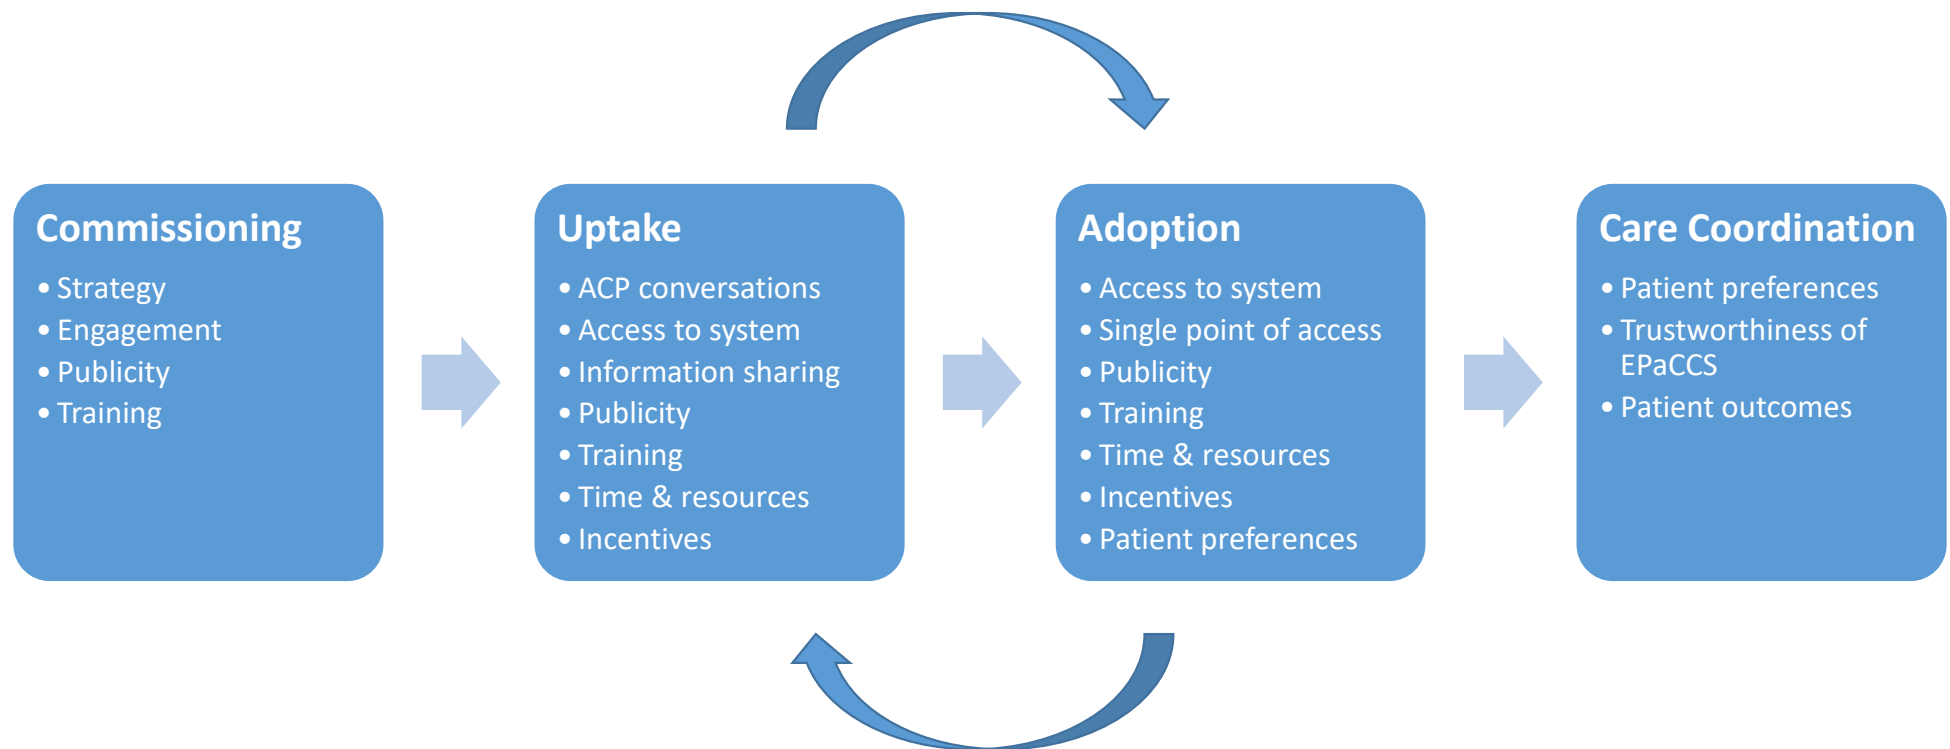 Commissioning
• Strategy
• Engagement
• Publicity
• Training
Uptake
• ACP conversations
• Access to system
• Information sharing
• Publicity
• Training
• Time & resources
• Incentives
Adoption
• Access to system
• Single point of access
• Publicity
• Training
• Time & resources
• Incentives
• Patient preferences
Care Coordination
• Patient preferences
• Trustworthiness of
EPaCCS
• Patient outcomes